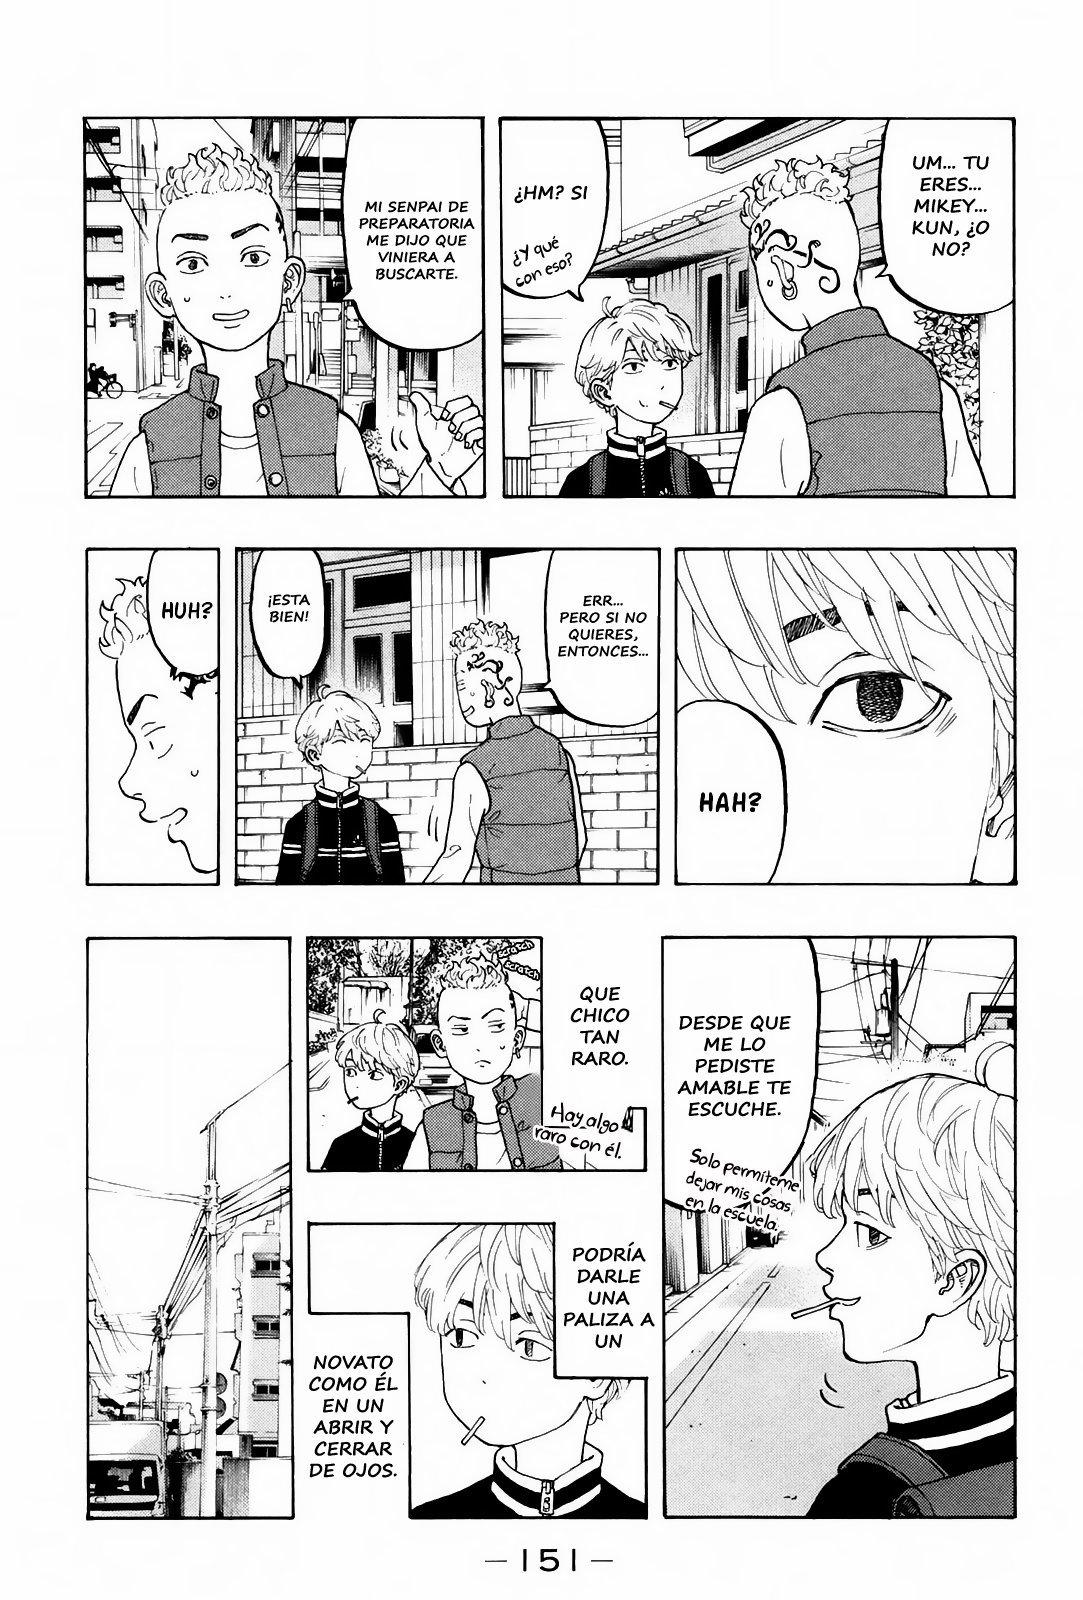 UM... TU
ERES...
MIKEY...
KUN, ¿O
NO?
¿HM? SI
¿Y qué
con eso?
MI SENPAI DE
PREPARATORIA
ME DIJO QUE
VINIERA A
BUSCARTE.
HAH?
ERR...
PERO SI NO
QUIERES,
ENTONCES...
¡ESTA
BIEN!
HUH?
DESDE QUE
ME LO
PEDISTE
AMABLE TE
ESCUCHE.
Solo permiteme
dejar mis cosas
en la escuela.
QUE
CHICO
TAN
RARO.
scratch
scratch
Hay algo
raro con él.
PODRÍA
DARLE
UNA
PALIZA A
UN
NOVATO
COMO ÉL
EN UN
ABRIR Y
CERRAR
DE OJOS.
— 151 —